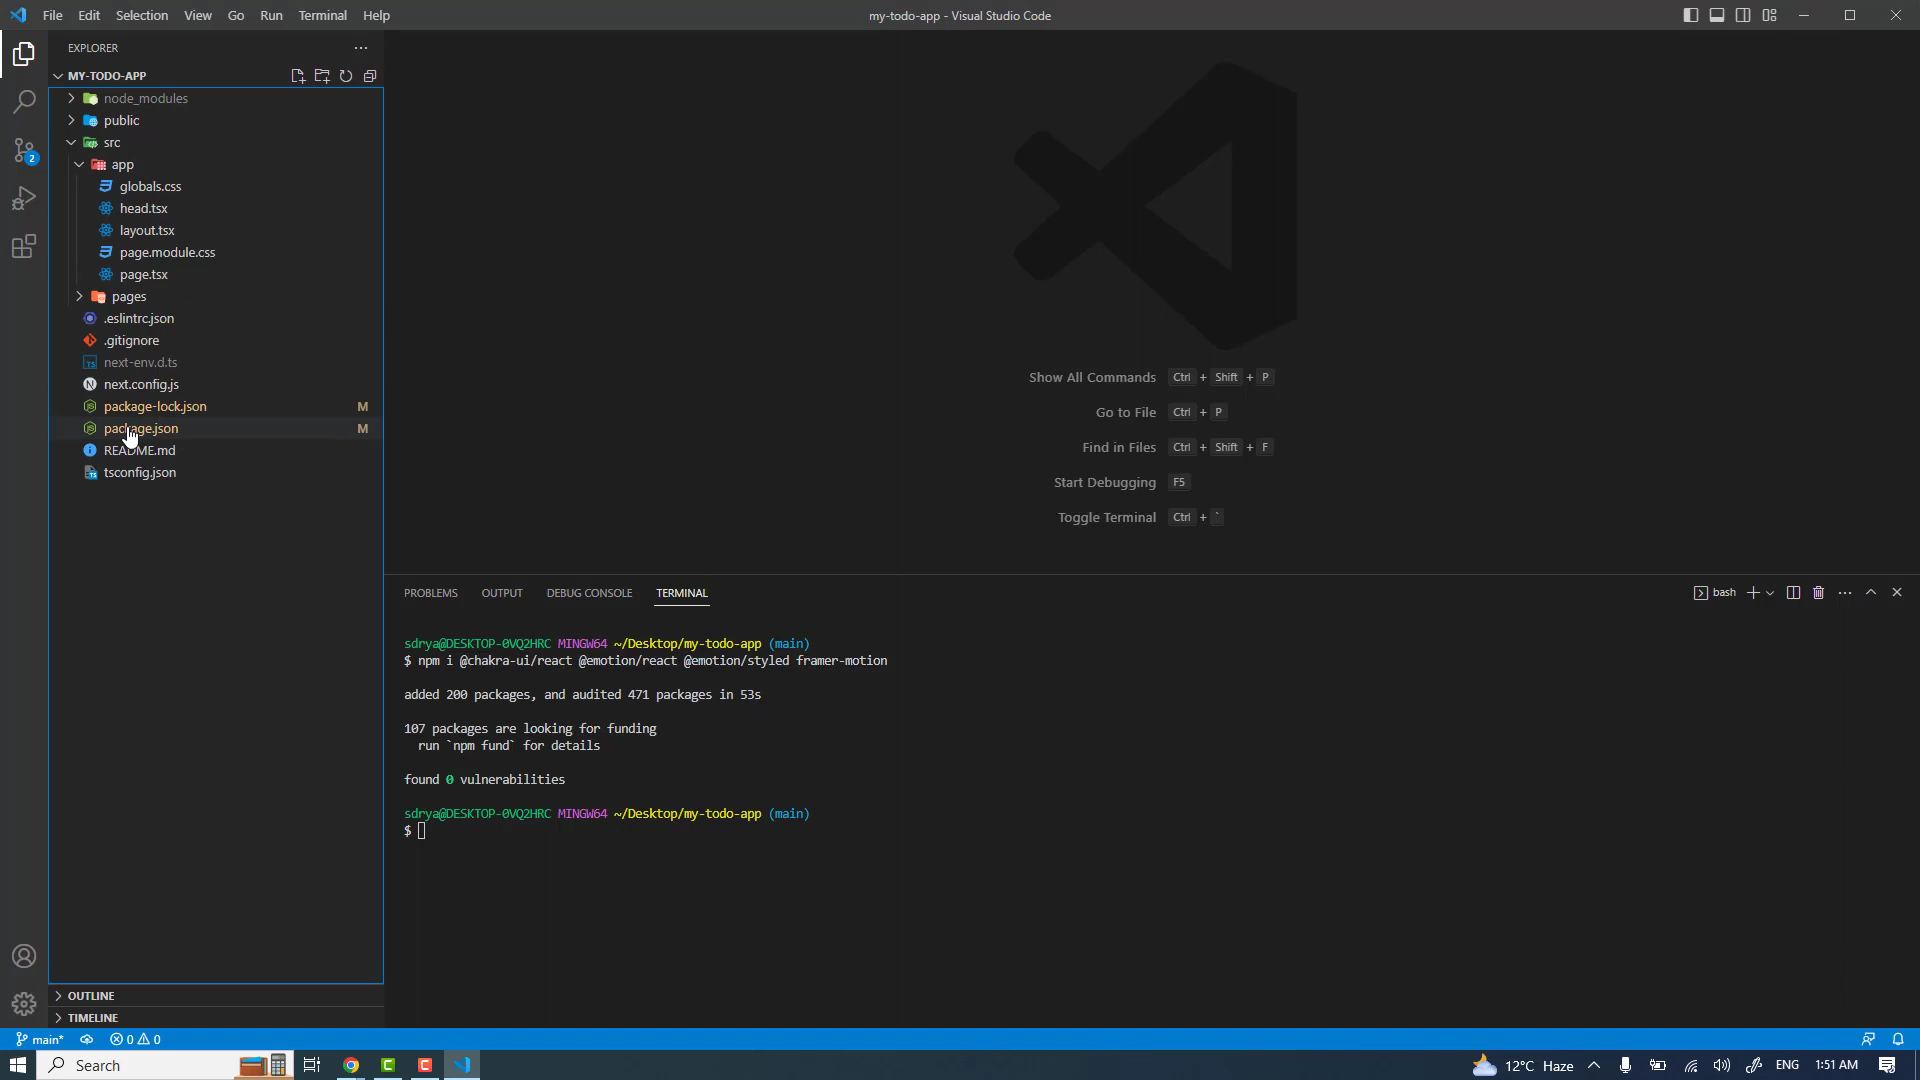 File Edit Selection View Go Run Terminal Help
my-todo-app - Visual Studio Code
EXPLORER
MY-TODO-APP
node_modules
public
src
app
globals.css
head.tsx
layout.tsx
page.module.css
page.tsx
pages
.eslintrc.json
.gitignore
next-env.d.ts
next.config.js
package-lock.json M
package.json M
README.md
tsconfig.json
OUTLINE
TIMELINE
2
Show All Commands Ctrl + Shift + P
Go to File Ctrl + P
Find in Files Ctrl + Shift + F
Start Debugging F5
Toggle Terminal Ctrl + `
PROBLEMS OUTPUT DEBUG CONSOLE TERMINAL
bash
sdrya@DESKTOP-0VQ2HRC MINGW64 ~/Desktop/my-todo-app (main)
$ npm i @chakra-ui/react @emotion/react @emotion/styled framer-motion
added 200 packages, and audited 471 packages in 53s
107 packages are looking for funding
run `npm fund` for details
found 0 vulnerabilities
sdrya@DESKTOP-0VQ2HRC MINGW64 ~/Desktop/my-todo-app (main)
$
main* 0 0
Search
12°C Haze ENG 1:51 AM